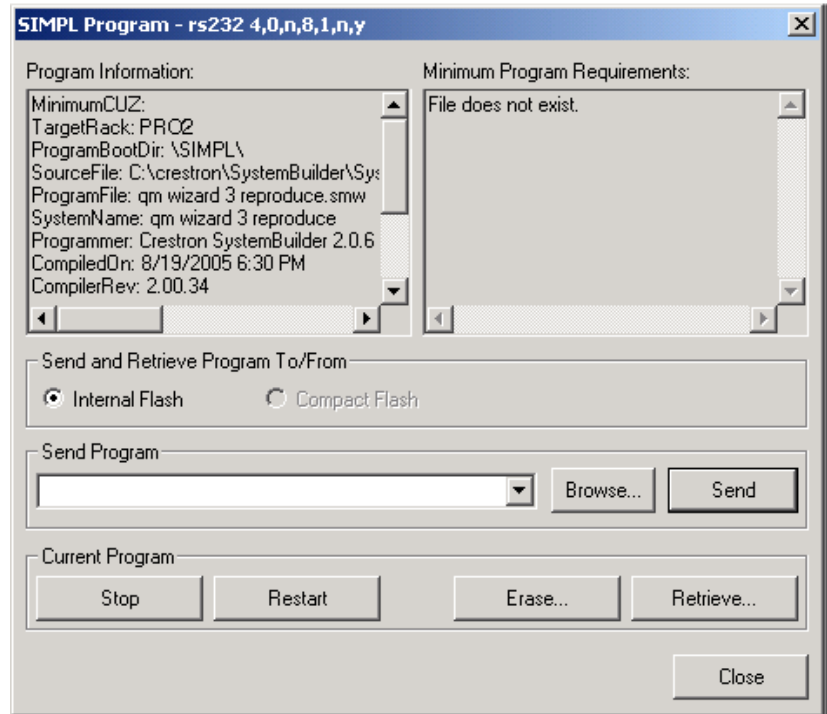 SIMPL Program - rs232 4,0,n,8,1,n,y
Program Information:
MinimumCUZ:
TargetRack: PRO2
ProgramBootDir: \SIMPL\
SourceFile: C:\crestron\SystemBuilder\Sys
ProgramFile: qm wizard 3 reproduce.smw
SystemName: qm wizard 3 reproduce
Programmer: Crestron SystemBuilder 2.0.6
CompiledOn: 8/19/2005 6:30 PM
CompilerRev: 2.00.34
Minimum Program Requirements:
File does not exist.
Send and Retrieve Program To/From
Internal Flash
Compact Flash
Send Program
Browse...
Send
Current Program
Stop
Restart
Erase...
Retrieve...
Close